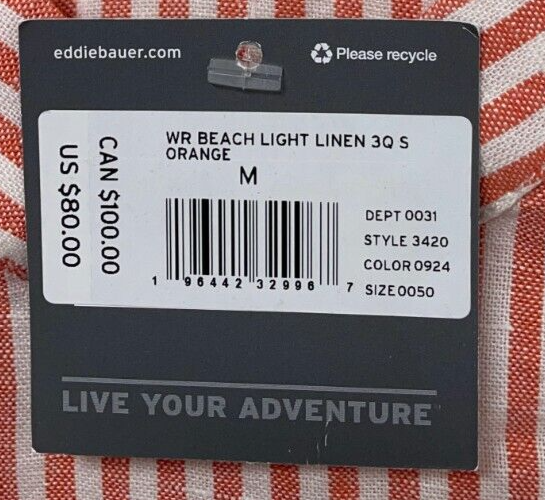 eddiebauer.com
Please recycle
WR BEACH LIGHT LINEN 3Q S
ORANGE
M
CAN $100.00
US $80.00
DEPT 0031
STYLE 3420
COLOR 0924
SIZE 0050
1 96442 32996 7
LIVE YOUR ADVENTURE